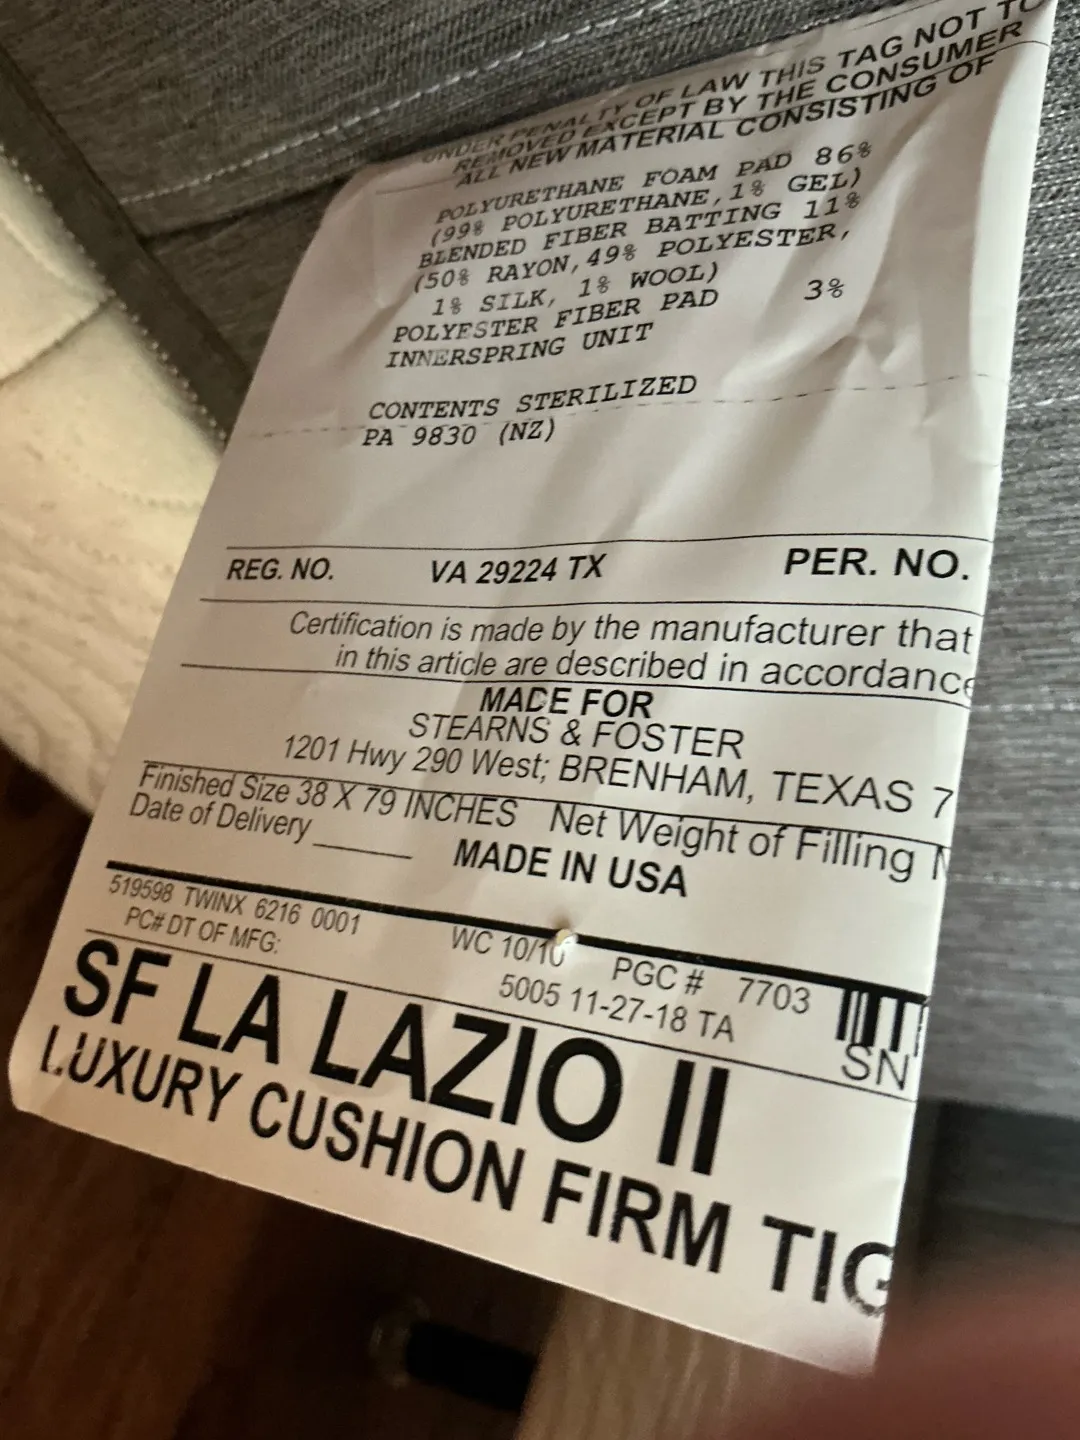 UNDER PENALTY OF LAW THIS TAG NOT TO
REMOVED EXCEPT BY THE CONSUMER
ALL NEW MATERIAL CONSISTING OF
POLYURETHANE FOAM PAD 86%
(99% POLYURETHANE, 1% GEL)
BLENDED FIBER BATTING 11%
(50% RAYON, 49% POLYESTER,
1% SILK, 1% WOOL)
POLYESTER FIBER PAD 3%
INNERSPRING UNIT
CONTENTS STERILIZED
PA 9830 (NZ)
REG. NO. VA 29224 TX PER. NO.
Certification is made by the manufacturer that
in this article are described in accordance
MADE FOR
STEARNS & FOSTER
1201 Hwy 290 West; BRENHAM, TEXAS 7
Finished Size 38 X 79 INCHES Net Weight of Filling
Date of Delivery
MADE IN USA
519598 TWINX 6216 0001 WC 10/10 PGC # 7703
PC# DT OF MFG: 5005 11-27-18 TA SN
SF LA LAZIO II
LUXURY CUSHION FIRM TIG